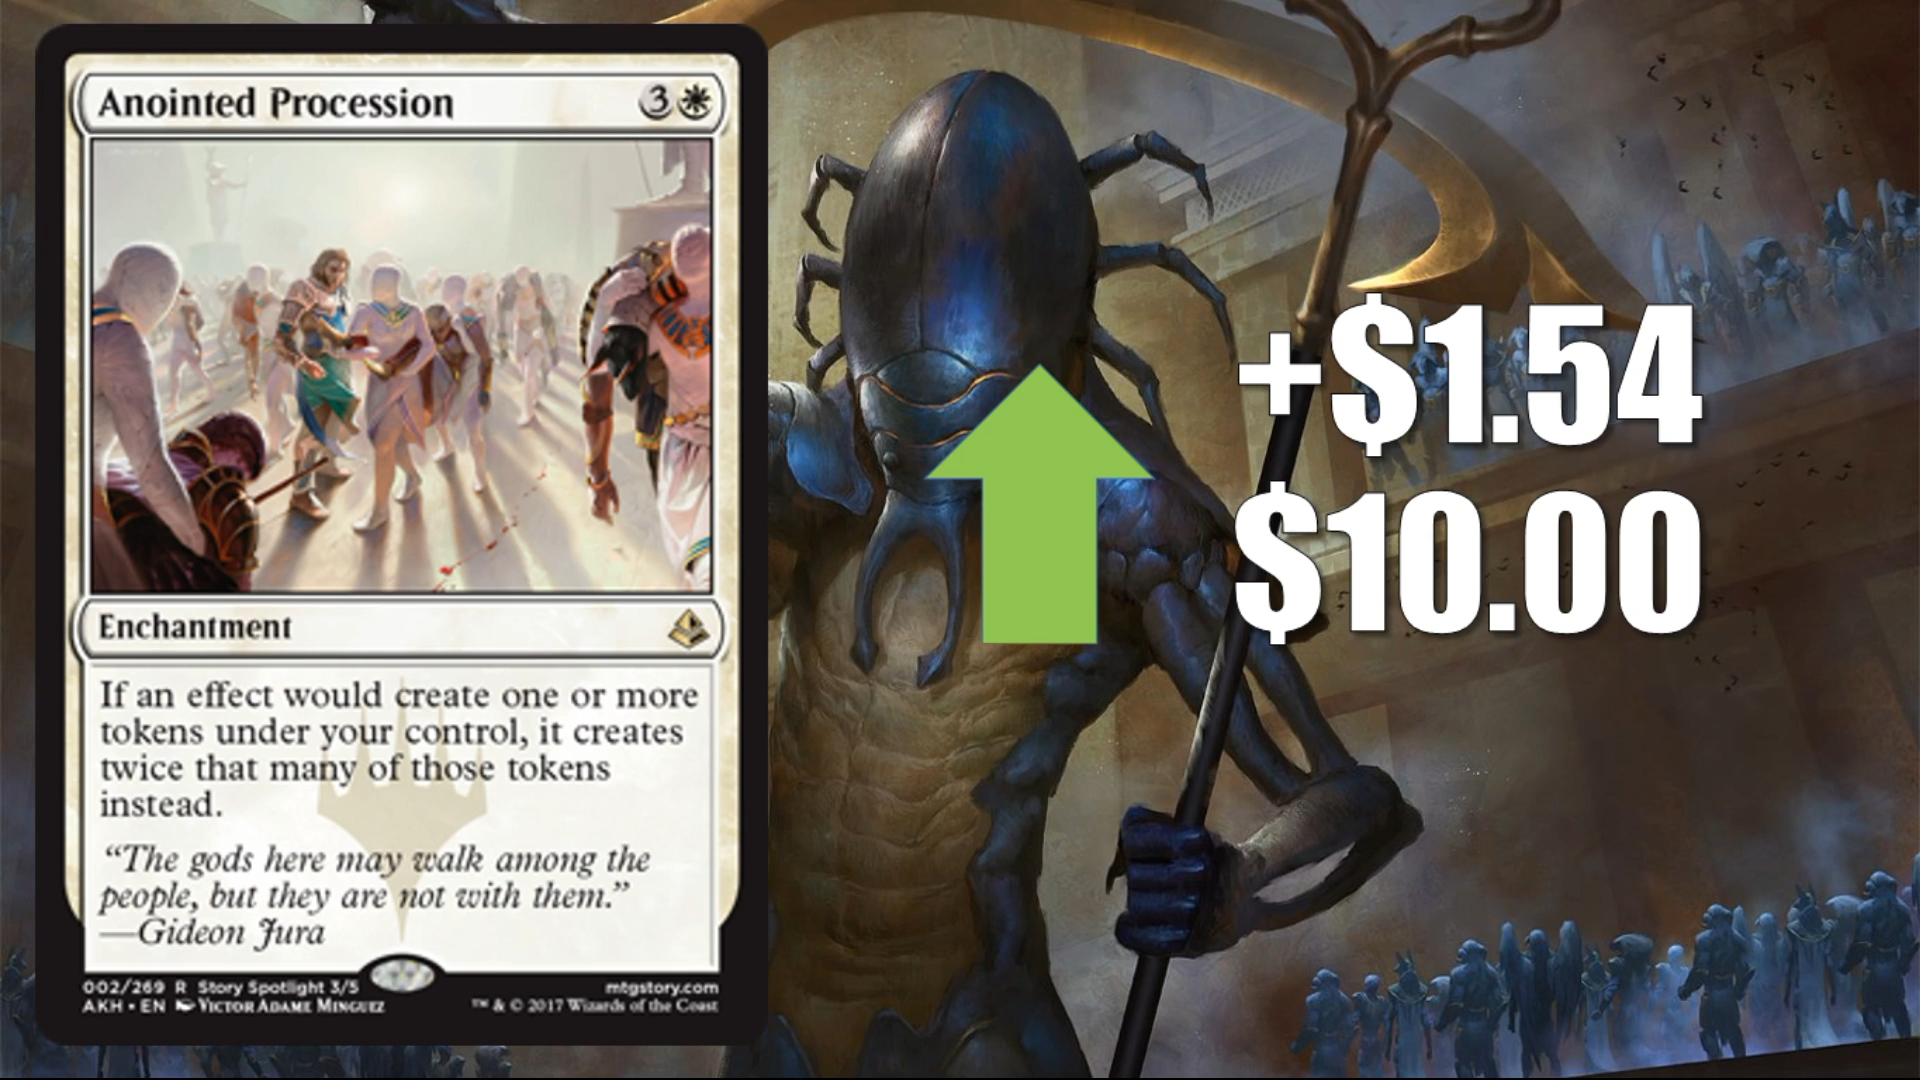 Anointed Procession 3
Enchantment
If an effect would create one or more
tokens under your control, it creates
twice that many of those tokens
instead.
“The gods here may walk among the
people, but they are not with them.”
—Gideon Jura
002/269 R Story Spotlight 3/5
AKH • EN Victor Adame Minguez
mtgstory.com
™ & © 2017 Wizards of the Coast
+$1.54
$10.00